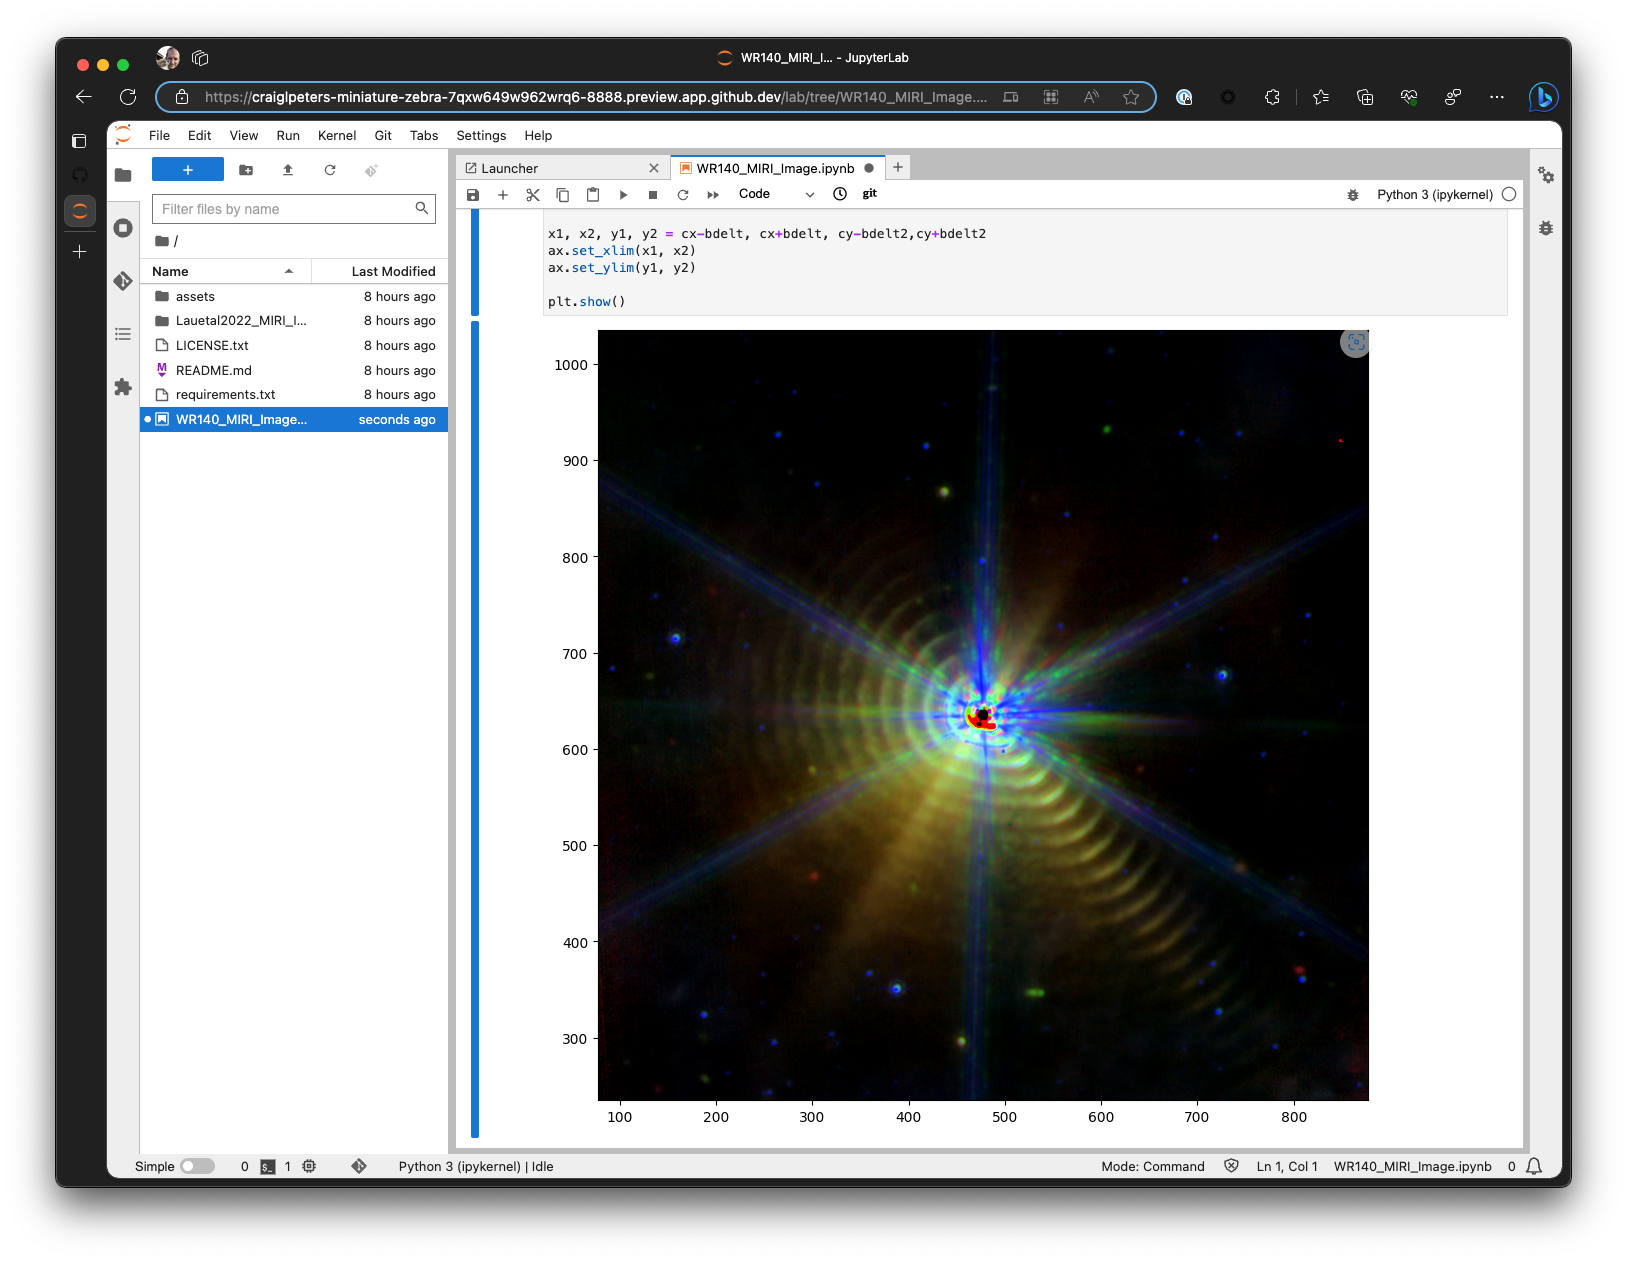 WR140_MIRI_I... - JupyterLab
https://craiglpeters-miniature-zebra-7qxw649w962wrq6-8888.preview.app.github.dev/lab/tree/WR140_MIRI_Image....
File Edit View Run Kernel Git Tabs Settings Help
Launcher
WR140_MIRI_Image.ipynb
Code
git
Python 3 (ipykernel)
Filter files by name
/
Name Last Modified
assets 8 hours ago
Lauetal2022_MIRI_I... 8 hours ago
LICENSE.txt 8 hours ago
README.md 8 hours ago
requirements.txt 8 hours ago
WR140_MIRI_Image... seconds ago
x1, x2, y1, y2 = cx-bdelt, cx+bdelt, cy-bdelt2,cy+bdelt2
ax.set_xlim(x1, x2)
ax.set_ylim(y1, y2)
plt.show()
1000
900
800
700
600
500
400
300
100 200 300 400 500 600 700 800
Simple 0 $_ 1 Python 3 (ipykernel) | Idle Mode: Command Ln 1, Col 1 WR140_MIRI_Image.ipynb 0